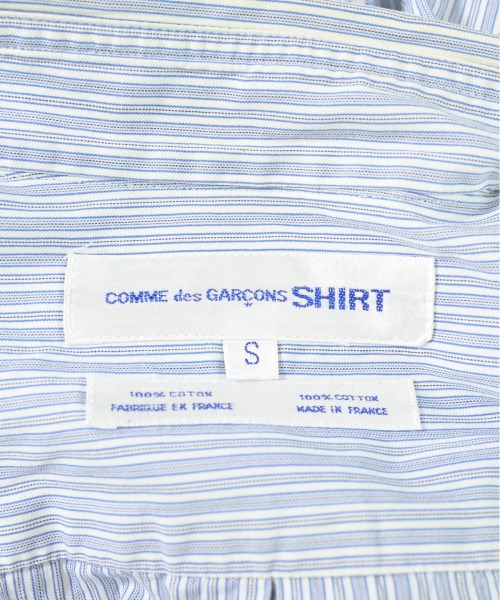 COMME des GARÇONS SHIRT
S
100% COTON
FABRIQUE EN FRANCE
100% COTTON
MADE IN FRANCE